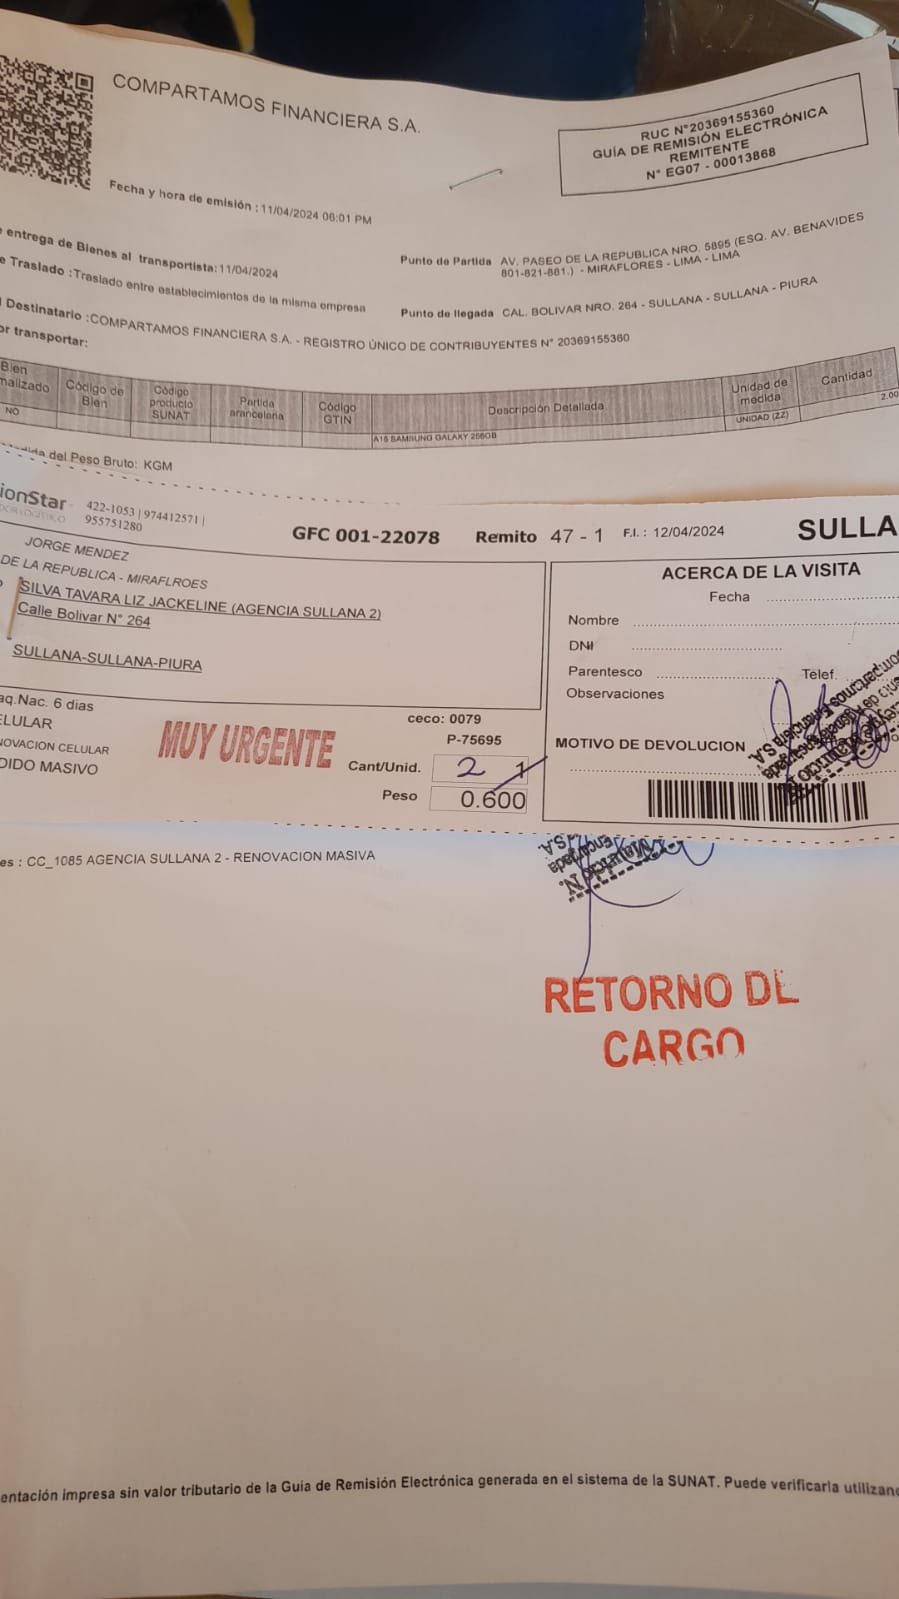 COMPARTAMOS FINANCIERA S.A.
RUC N°20369155360
GUÍA DE REMISIÓN ELECTRÓNICA
REMITENTE
N° EG07 - 00013868
Fecha y hora de emisión : 11/04/2024 06:01 PM
entrega de Bienes al transportista: 11/04/2024
Traslado : Traslado entre establecimientos de la misma empresa
Destinatario : COMPARTAMOS FINANCIERA S.A. - REGISTRO ÚNICO DE CONTRIBUYENTES N° 20369155360
or transportar:
Punto de Partida AV. PASEO DE LA REPUBLICA NRO. 5895 (ESQ. AV. BENAVIDES
801-821-881.) - MIRAFLORES - LIMA - LIMA
Punto de llegada CAL. BOLIVAR NRO. 264 - SULLANA - SULLANA - PIURA
Bien
malizado
Código de
Bien
Código
producto
SUNAT
Partida
arancelaria
Código
GTIN
Descripción Detallada
Unidad de
medida
Cantidad
NO
A15 SAMSUNG GALAXY 256GB
UNIDAD (ZZ)
2.00
del Peso Bruto: KGM
ionStar
422-1053 | 974412571 |
955751280
GFC 001-22078 Remito 47 - 1 F.I. : 12/04/2024 SULLA
JORGE MENDEZ
DE LA REPUBLICA - MIRAFLROES
SILVA TAVARA LIZ JACKELINE (AGENCIA SULLANA 2)
Calle Bolivar N° 264
SULLANA-SULLANA-PIURA
ACERCA DE LA VISITA
Fecha
Nombre
DNI
Parentesco Telef.
Observaciones
MOTIVO DE DEVOLUCION
aq.Nac. 6 dias
ELULAR
NOVACION CELULAR
DIDO MASIVO
MUY URGENTE
ceco: 0079
P-75695
Cant/Unid. 2 1
Peso 0.600
es : CC_1085 AGENCIA SULLANA 2 - RENOVACION MASIVA
RETORNO DE
CARGO
entación impresa sin valor tributario de la Guía de Remisión Electrónica generada en el sistema de la SUNAT. Puede verificarla utilizan